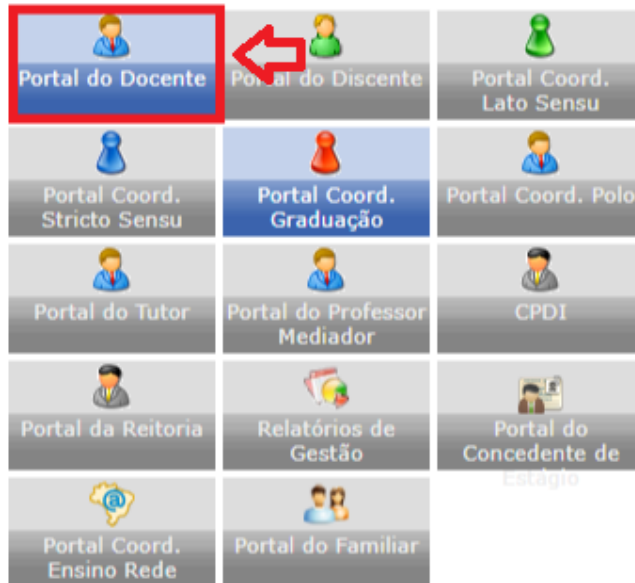 Portal do Docente
Portal do Discente
Portal Coord.
Lato Sensu
Portal Coord.
Stricto Sensu
Portal Coord.
Graduação
Portal Coord. Polo
Portal do Tutor
Portal do Professor
Mediador
CPDI
Portal da Reitoria
Relatórios de
Gestão
Portal do
Concedente de
Estágio
Portal Coord.
Ensino Rede
Portal do Familiar